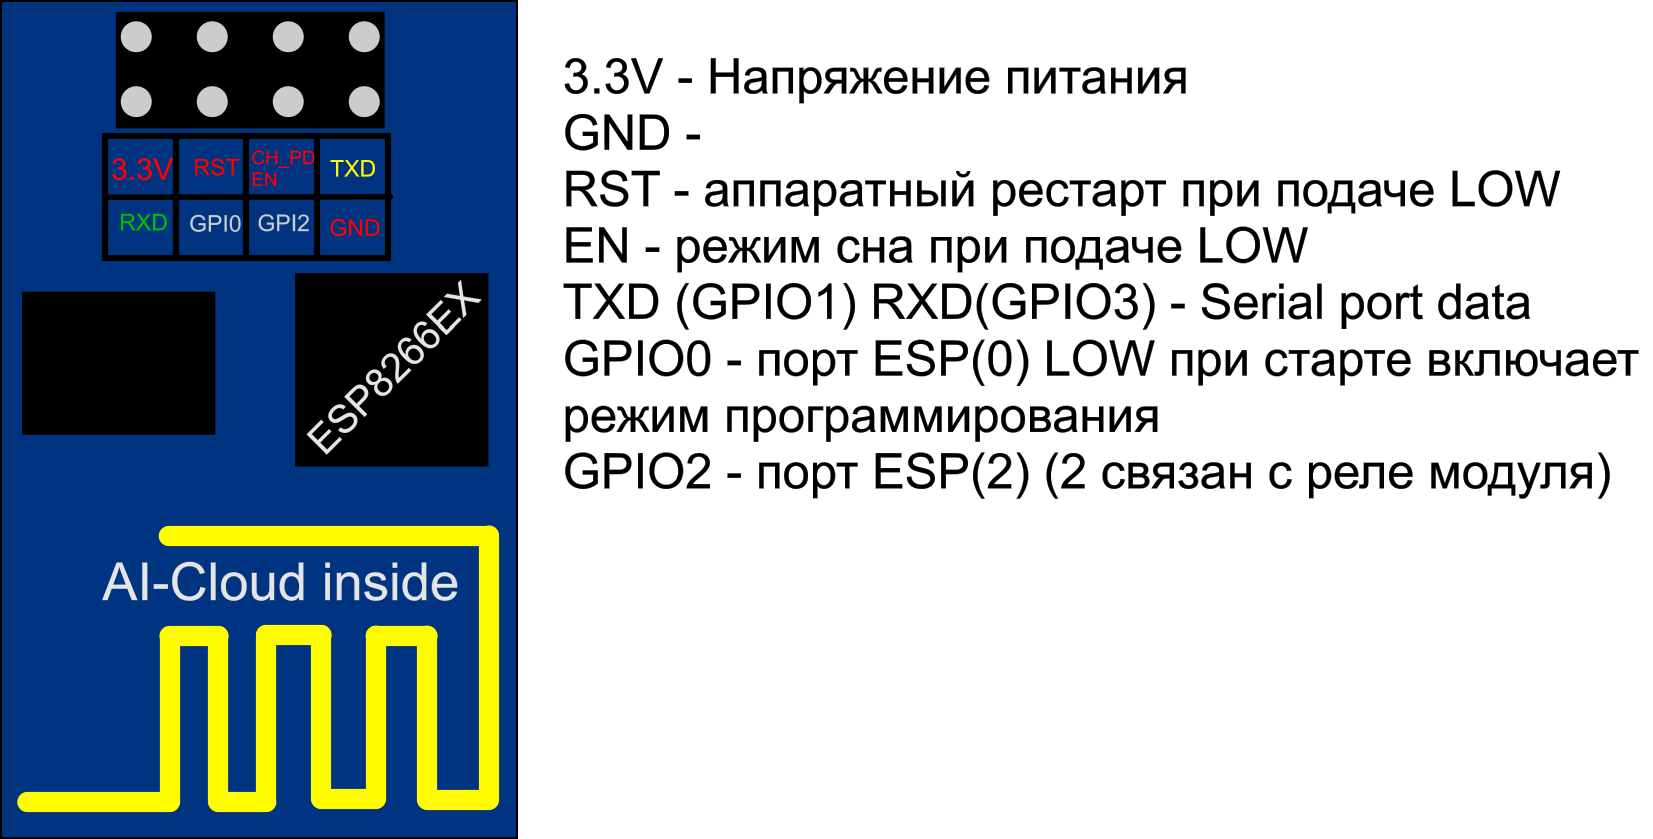 3.3V RST CH_PD EN TXD
RXD GPI0 GPI2 GND
ESP8266EX
AI-Cloud inside
3.3V - Напряжение питания
GND -
RST - аппаратный рестарт при подаче LOW
EN - режим сна при подаче LOW
TXD (GPIO1) RXD(GPIO3) - Serial port data
GPIO0 - порт ESP(0) LOW при старте включает
режим программирования
GPIO2 - порт ESP(2) (2 связан с реле модуля)